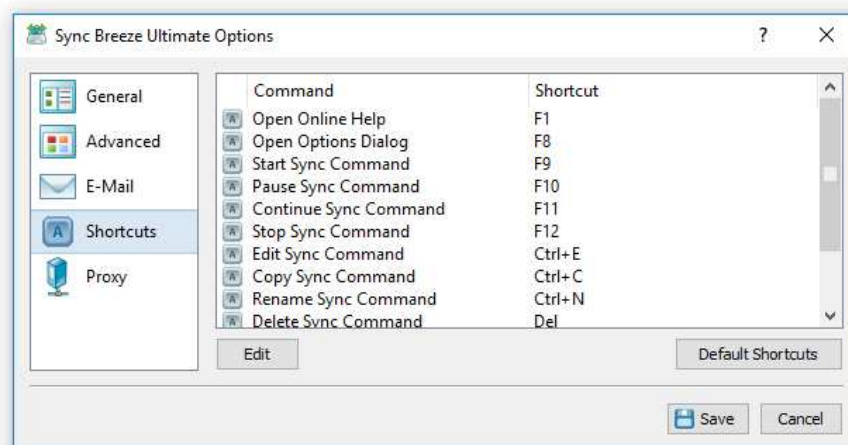 Sync Breeze Ultimate Options ?
General
Advanced
E-Mail
Shortcuts
Proxy
Command Shortcut
Open Online Help F1
Open Options Dialog F8
Start Sync Command F9
Pause Sync Command F10
Continue Sync Command F11
Stop Sync Command F12
Edit Sync Command Ctrl+E
Copy Sync Command Ctrl+C
Rename Sync Command Ctrl+N
Delete Sync Command Del
Edit Default Shortcuts
Save Cancel